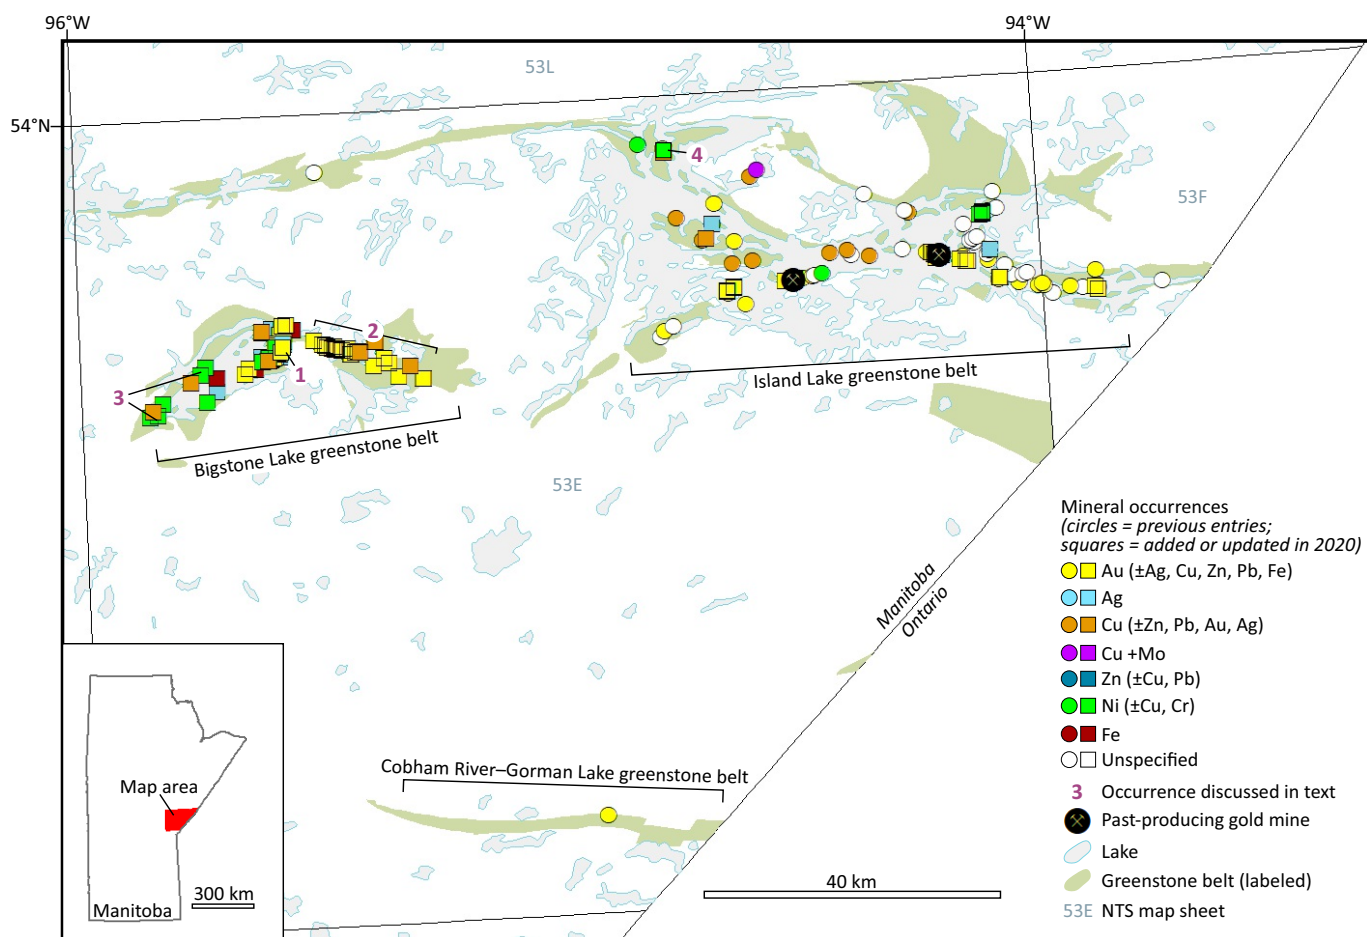 96°W
94°W
53L
54°N
4
53F
2
1
3
Island Lake greenstone belt
Bigstone Lake greenstone belt
53E
Mineral occurrences
(circles = previous entries;
squares = added or updated in 2020)
Au (±Ag, Cu, Zn, Pb, Fe)
Ag
Cu (±Zn, Pb, Au, Ag)
Cu +Mo
Zn (±Cu, Pb)
Ni (±Cu, Cr)
Fe
Unspecified
3 Occurrence discussed in text
Past-producing gold mine
Lake
Greenstone belt (labeled)
53E NTS map sheet
Manitoba
Ontario
Cobham River–Gorman Lake greenstone belt
40 km
Map area
300 km
Manitoba